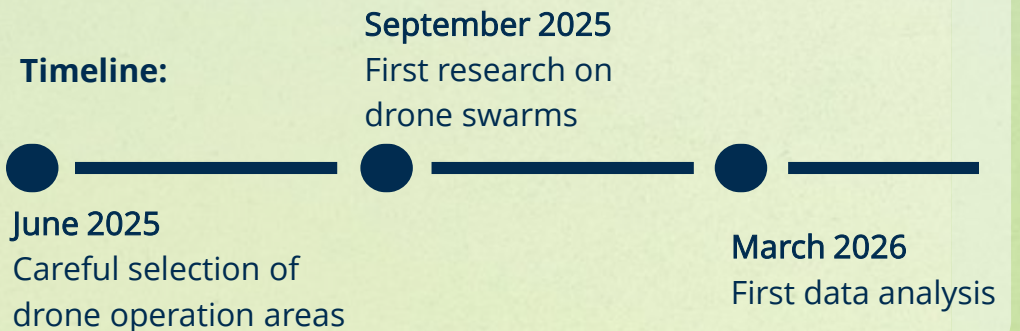 Timeline:
June 2025
Careful selection of
drone operation areas
September 2025
First research on
drone swarms
March 2026
First data analysis